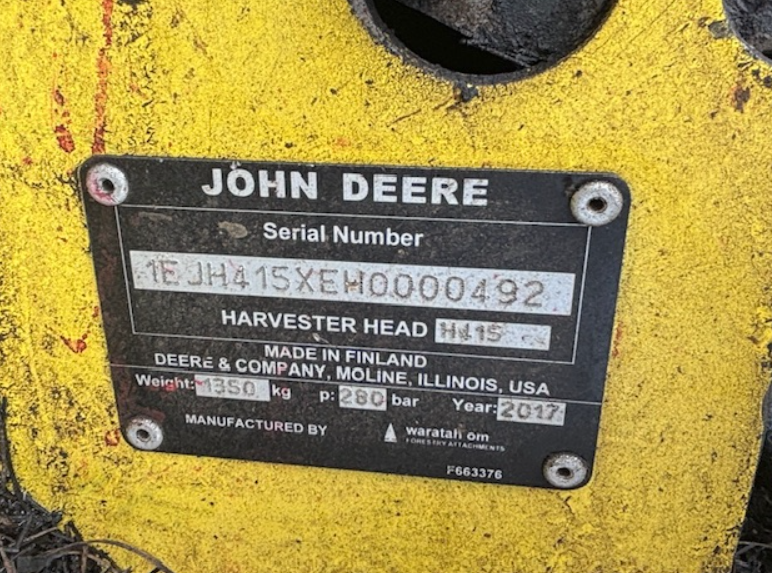 JOHN DEERE
Serial Number
1EJH415XEH0000492
HARVESTER HEAD H415
MADE IN FINLAND
DEERE & COMPANY, MOLINE, ILLINOIS, USA
Weight: 1350 kg p: 280 bar Year: 2017
MANUFACTURED BY waratah om
FORESTRY ATTACHMENTS
F663376